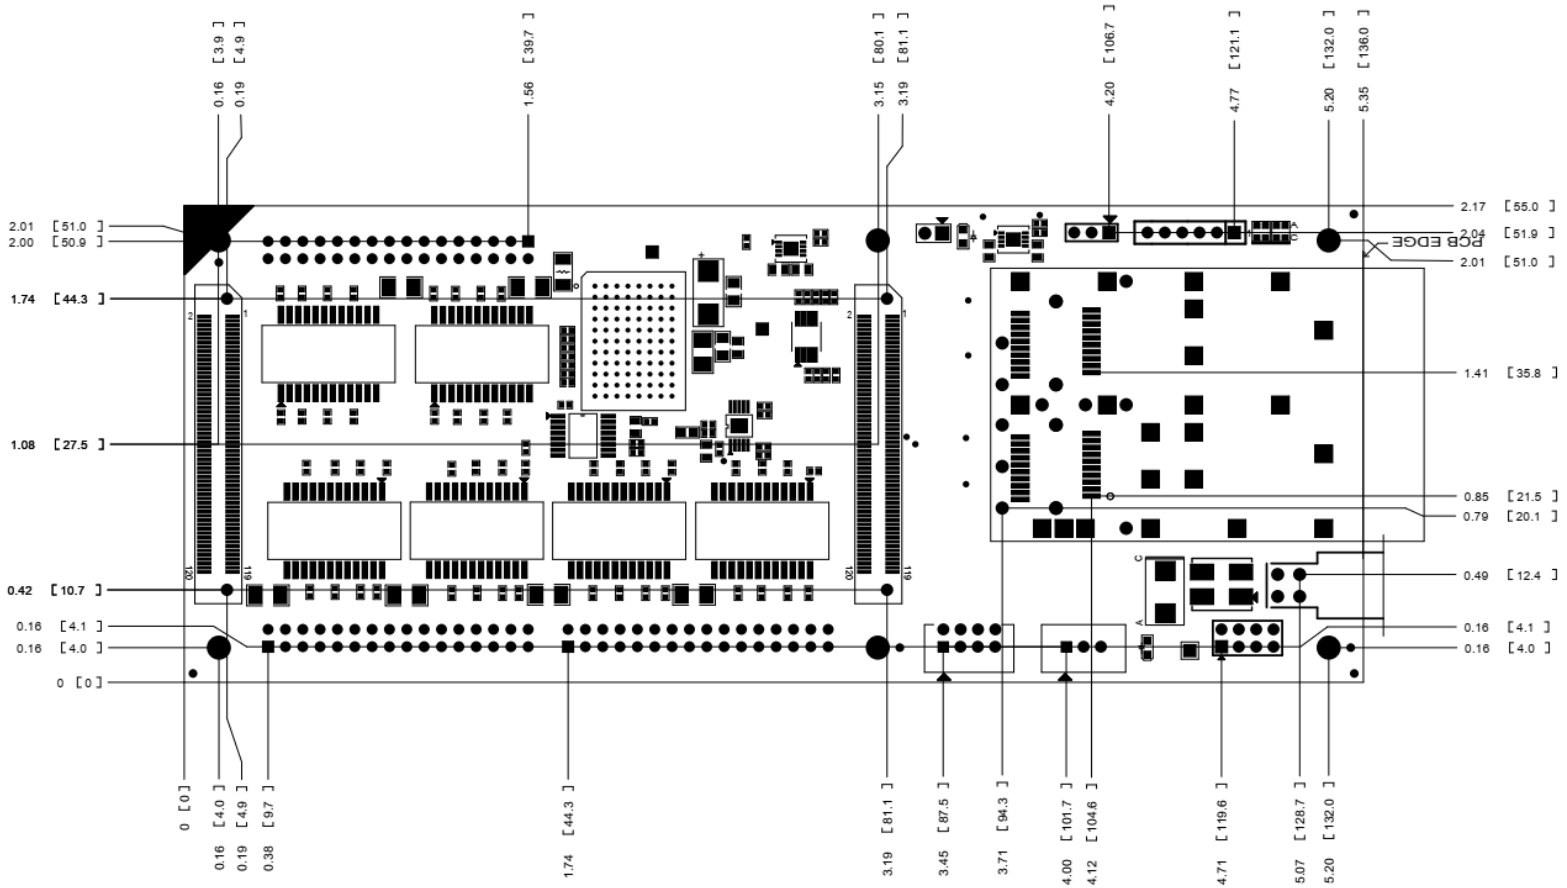 0.16 [ 3.9 ]
0.19 [ 4.9 ]
1.56 [ 39.7 ]
3.15 [ 80.1 ]
3.19 [ 81.1 ]
4.20 [ 106.7 ]
4.77 [ 121.1 ]
5.20 [ 132.0 ]
5.35 [ 136.0 ]
2.01 [ 51.0 ]
2.00 [ 50.9 ]
1.74 [ 44.3 ]
1.08 [ 27.5 ]
0.42 [ 10.7 ]
0.16 [ 4.1 ]
0.16 [ 4.0 ]
0 [ 0 ]
2
1
120
119
+
2
1
120
119
1
A
C
PCB EDGE
C
A
2.17 [ 55.0 ]
2.04 [ 51.9 ]
2.01 [ 51.0 ]
1.41 [ 35.8 ]
0.85 [ 21.5 ]
0.79 [ 20.1 ]
0.49 [ 12.4 ]
0.16 [ 4.1 ]
0.16 [ 4.0 ]
0 [ 0 ]
0.16 [ 4.0 ]
0.19 [ 4.9 ]
0.38 [ 9.7 ]
1.74 [ 44.3 ]
3.19 [ 81.1 ]
3.45 [ 87.5 ]
3.71 [ 94.3 ]
4.00 [ 101.7 ]
4.12 [ 104.6 ]
4.71 [ 119.6 ]
5.07 [ 128.7 ]
5.20 [ 132.0 ]